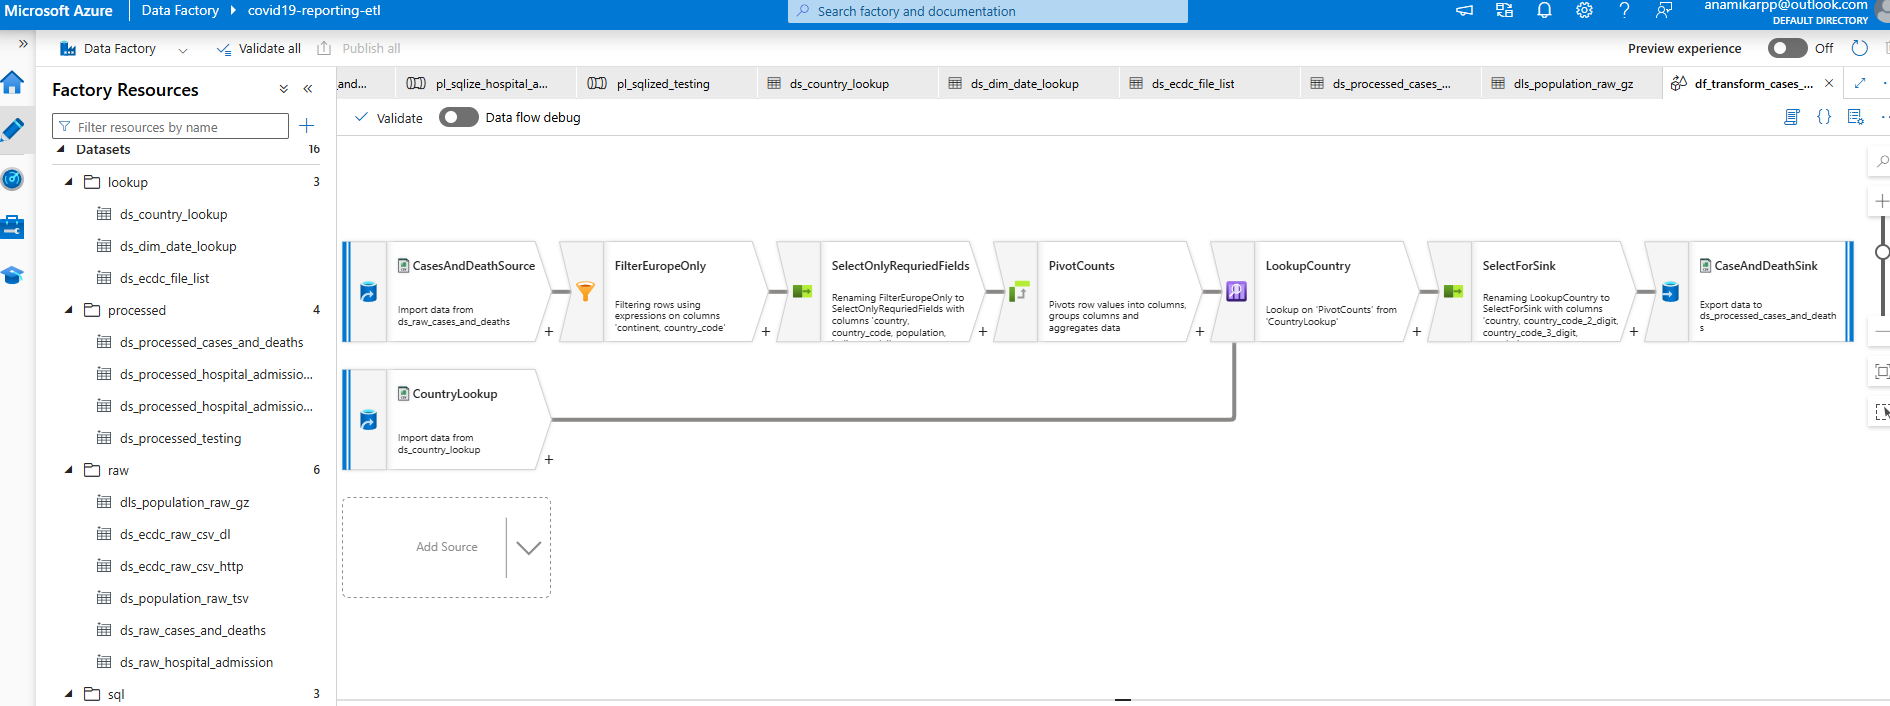 Microsoft Azure
Data Factory
covid19-reporting-etl
Search factory and documentation
anamikarpp@outlook.com
DEFAULT DIRECTORY
Data Factory
Validate all
Publish all
Preview experience
Off
Factory Resources
Filter resources by name
Datasets
16
lookup
3
ds_country_lookup
ds_dim_date_lookup
ds_ecdc_file_list
processed
4
ds_processed_cases_and_deaths
ds_processed_hospital_admissio...
ds_processed_hospital_admissio...
ds_processed_testing
raw
6
dls_population_raw_gz
ds_ecdc_raw_csv_dl
ds_ecdc_raw_csv_http
ds_population_raw_tsv
ds_raw_cases_and_deaths
ds_raw_hospital_admission
sql
3
_and...
pl_sqlize_hospital_a...
pl_sqlized_testing
ds_country_lookup
ds_dim_date_lookup
ds_ecdc_file_list
ds_processed_cases_...
dls_population_raw_gz
df_transform_cases_...
Validate
Data flow debug
CasesAndDeathSource
Import data from
ds_raw_cases_and_deaths
FilterEuropeOnly
Filtering rows using
expressions on columns
'continent, country_code'
SelectOnlyRequriedFields
Renaming FilterEuropeOnly to
SelectOnlyRequriedFields with
columns 'country,
country_code, population,
PivotCounts
Pivots row values into columns,
groups columns and
aggregates data
LookupCountry
Lookup on 'PivotCounts' from
'CountryLookup'
SelectForSink
Renaming LookupCountry to
SelectForSink with columns
'country, country_code_2_digit,
country_code_3_digit,
CaseAndDeathSink
Export data to
ds_processed_cases_and_death
s
CountryLookup
Import data from
ds_country_lookup
Add Source